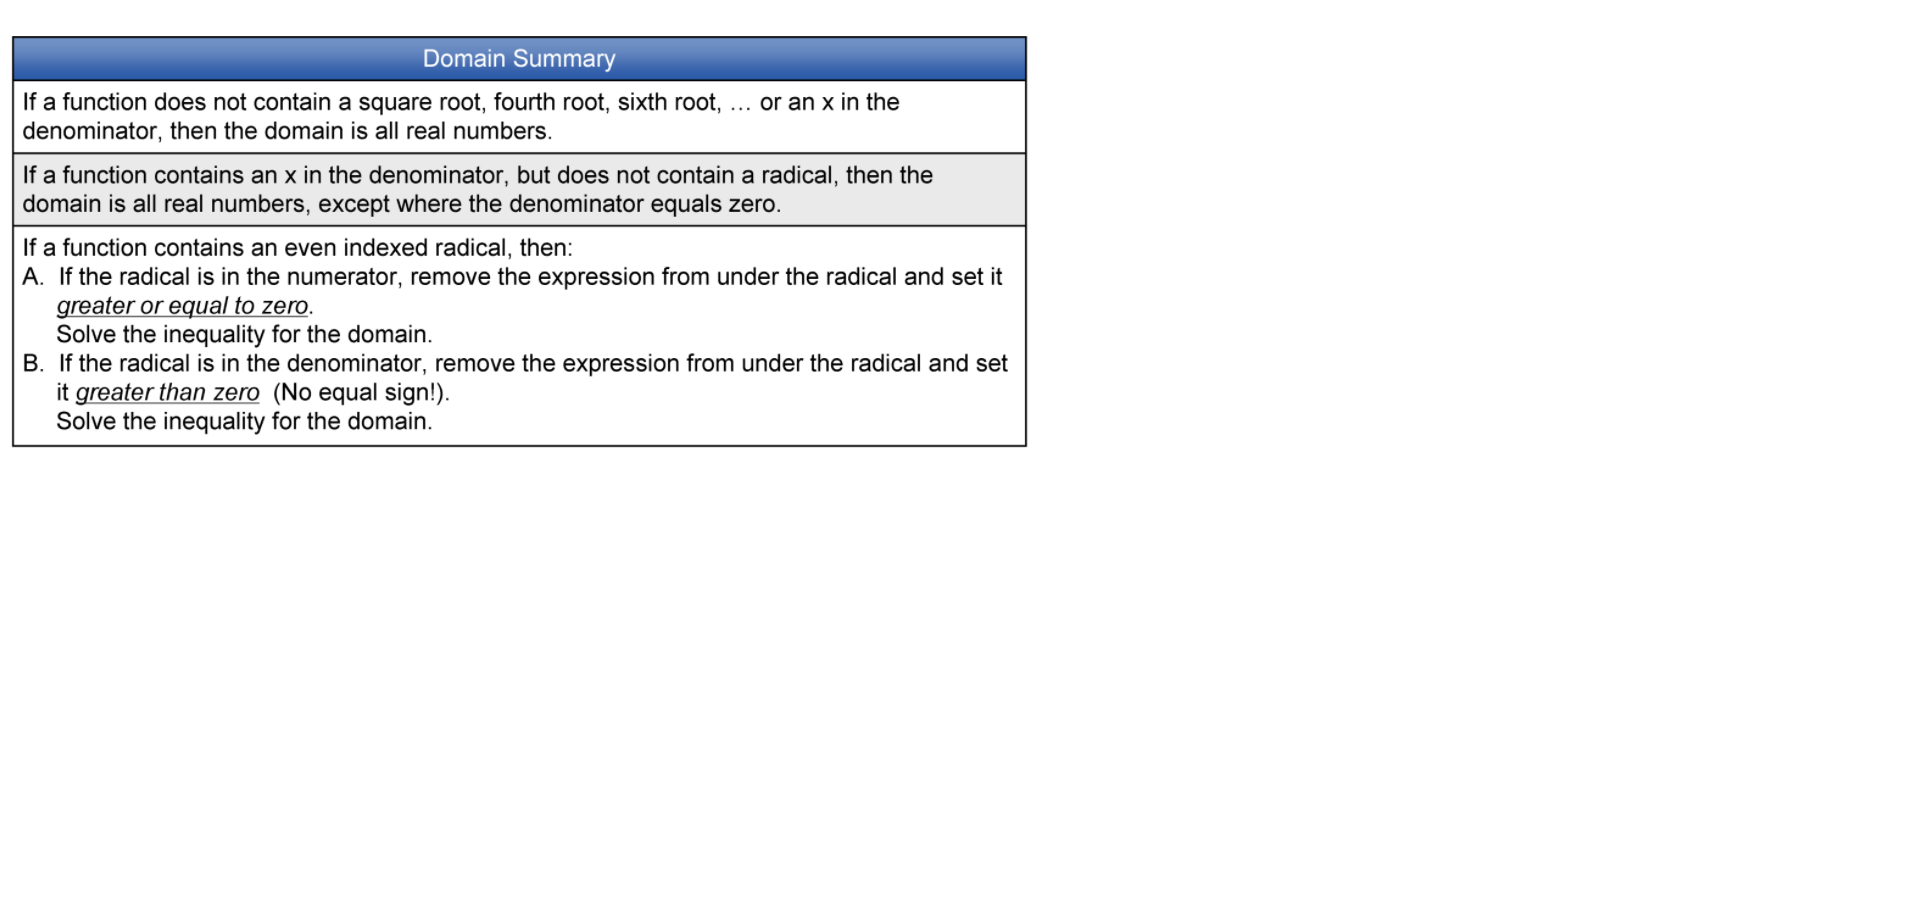 Domain Summary
If a function does not contain a square root, fourth root, sixth root, … or an x in the
denominator, then the domain is all real numbers.
If a function contains an x in the denominator, but does not contain a radical, then the
domain is all real numbers, except where the denominator equals zero.
If a function contains an even indexed radical, then:
A. If the radical is in the numerator, remove the expression from under the radical and set it
greater or equal to zero.
Solve the inequality for the domain.
B. If the radical is in the denominator, remove the expression from under the radical and set
it greater than zero (No equal sign!).
Solve the inequality for the domain.